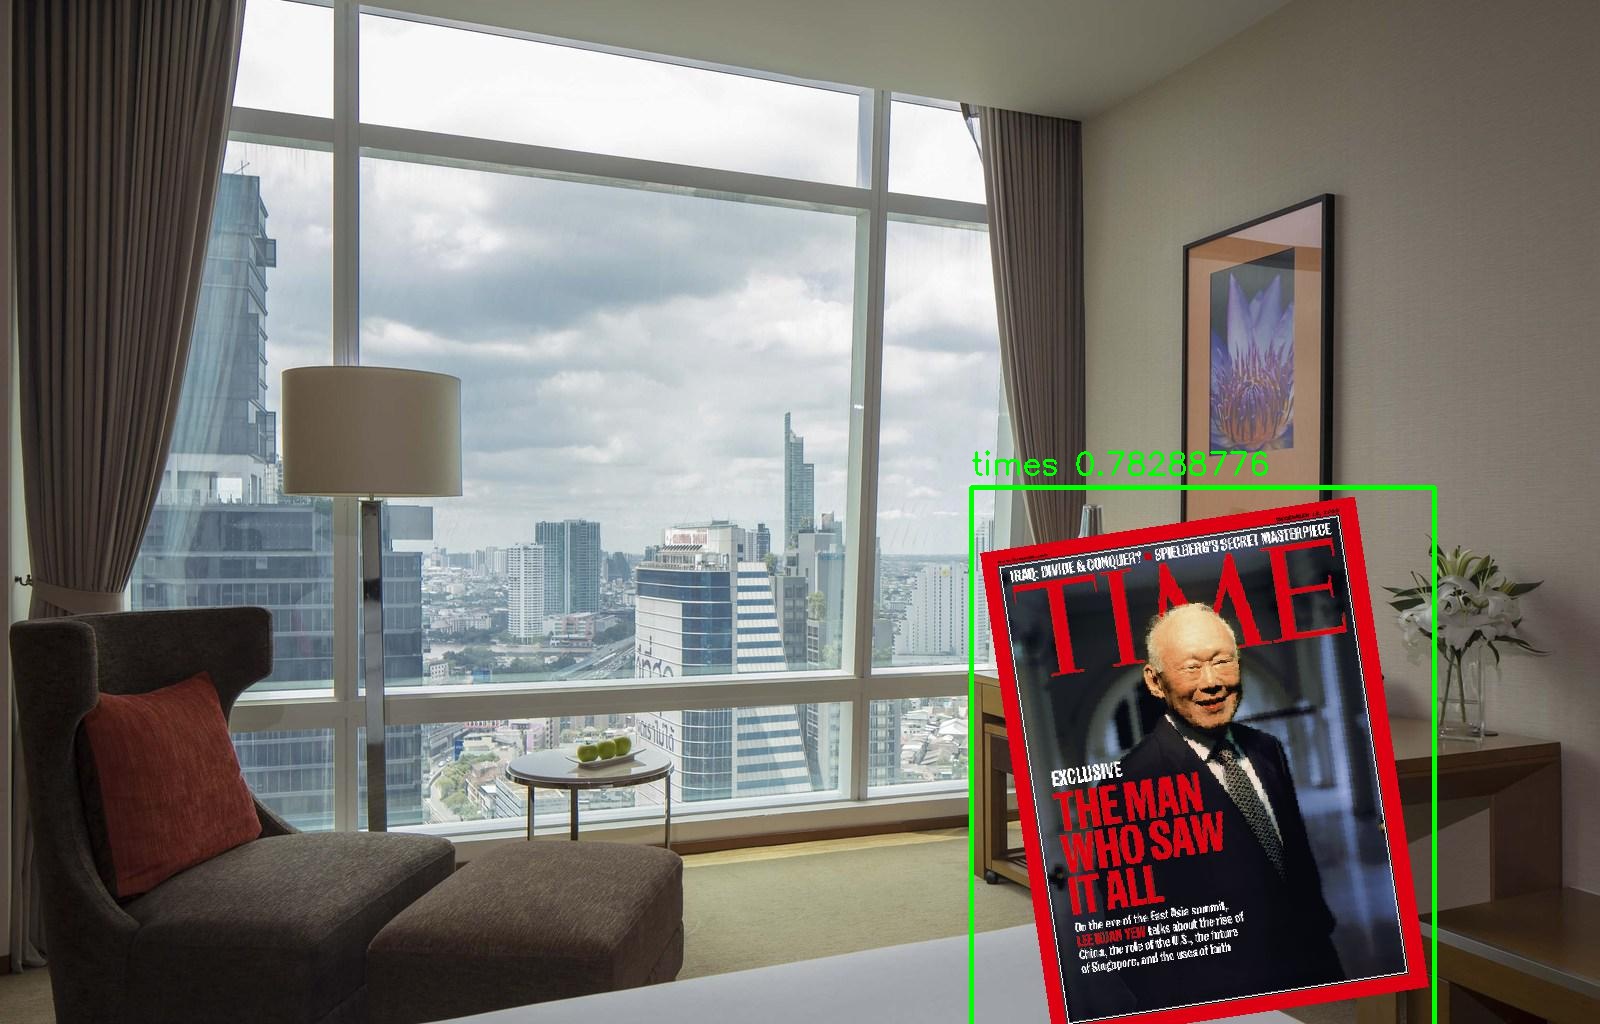 times 0.78288776
IRAQ: DIVIDE & CONQUER? • SPIELBERG'S SECRET MASTERPIECE
TIME
EXCLUSIVE
THE MAN
WHO SAW
IT ALL
On the eve of the East Asia summit,
LEE KUAN YEW talks about the rise of
China, the role of the U.S., the future
of Singapore, and the uses of faith